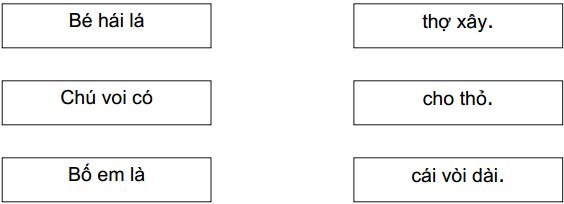 Bé hái lá
thợ xây.
Chú voi có
cho thỏ.
Bố em là
cái vòi dài.